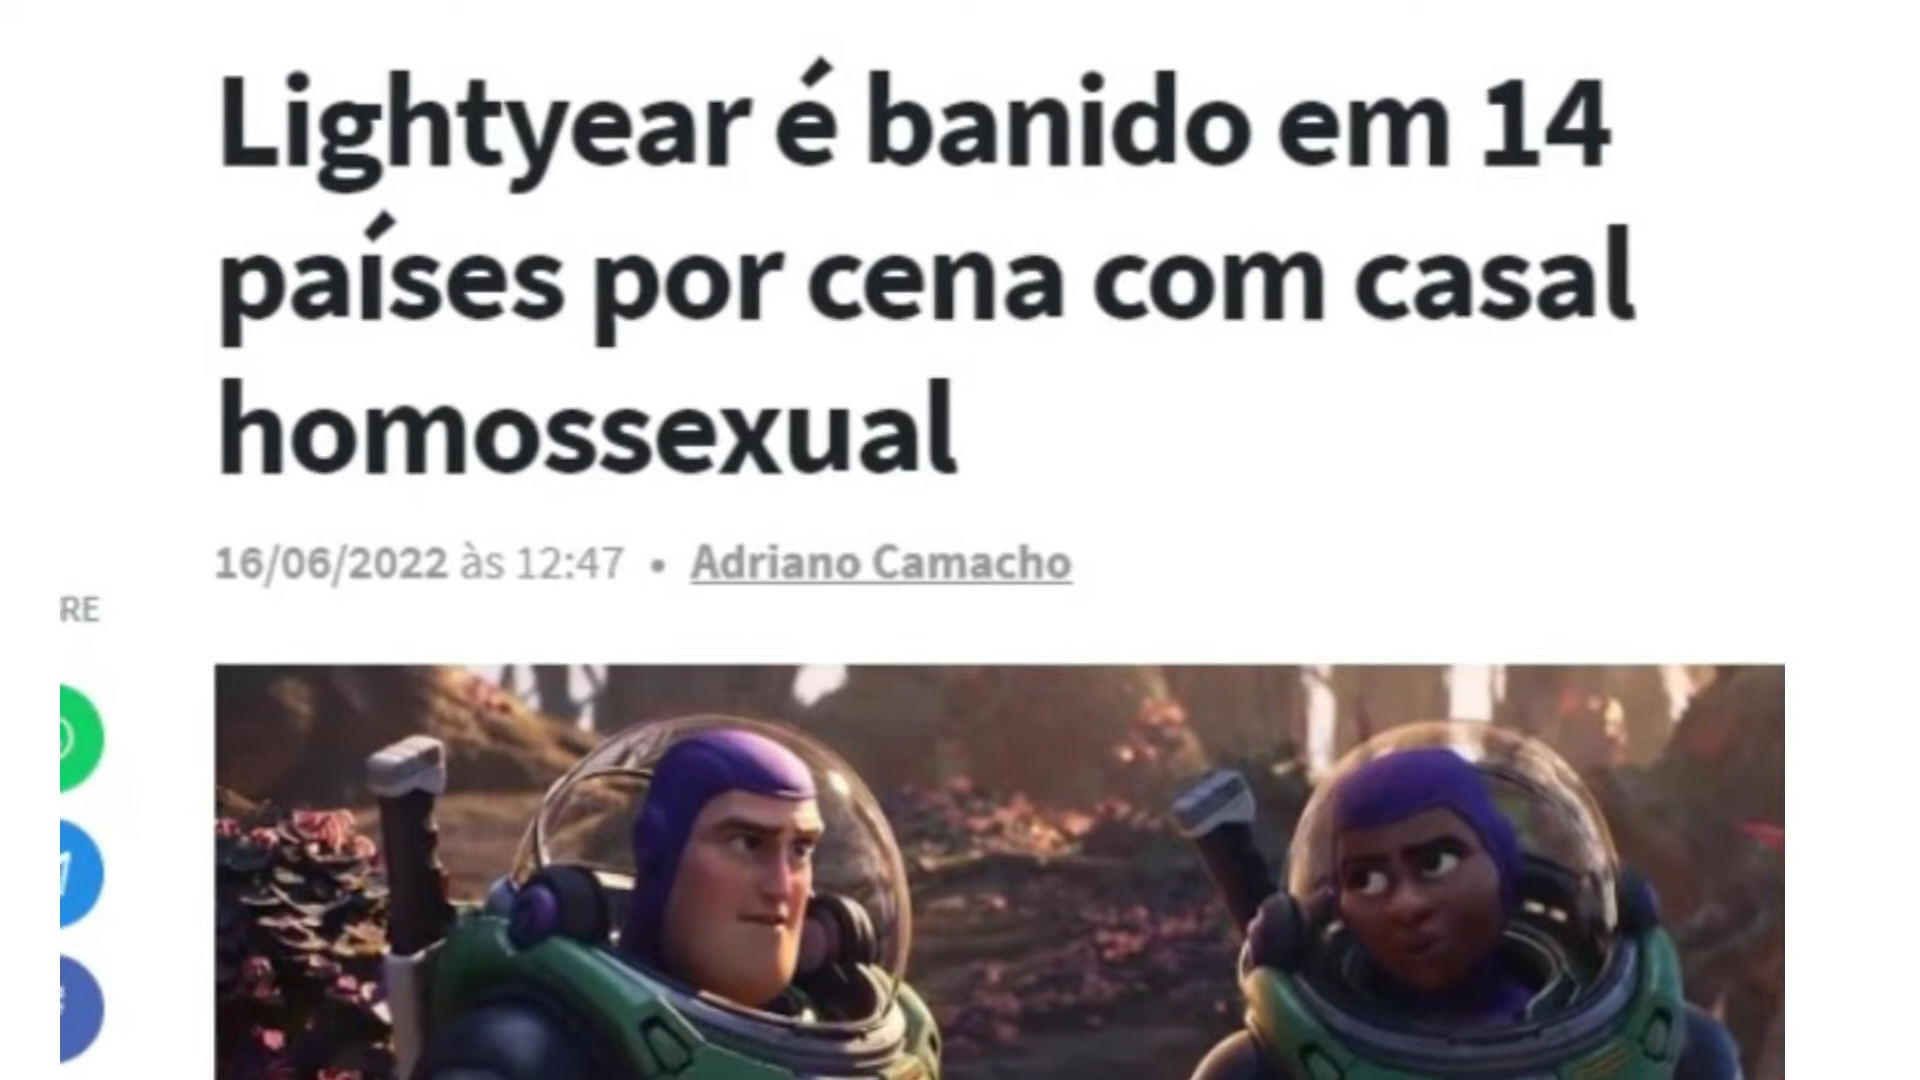 Lightyear é banido em 14
países por cena com casal
homossexual
16/06/2022 às 12:47 • Adriano Camacho
RE